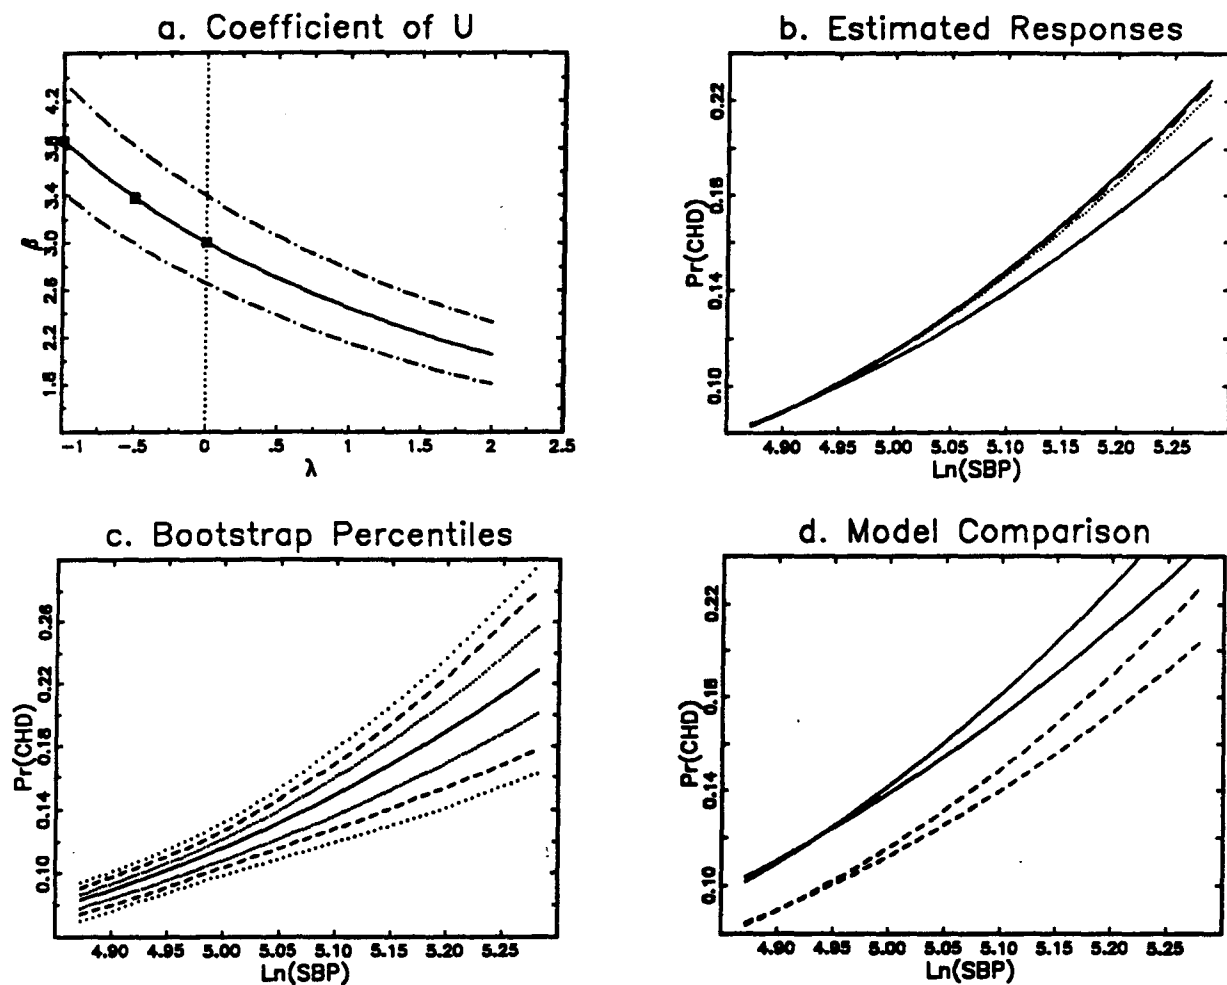 a. Coefficient of U
4.2
3.8
3.4
3.0
2.6
2.2
1.8
β
-1 -.5 0 .5 1 1.5 2 2.5
λ
b. Estimated Responses
0.22
0.18
0.14
0.10
Pr(CHD)
4.90 4.95 5.00 5.05 5.10 5.15 5.20 5.25
Ln(SBP)
c. Bootstrap Percentiles
0.26
0.22
0.18
0.14
0.10
Pr(CHD)
4.90 4.95 5.00 5.05 5.10 5.15 5.20 5.25
Ln(SBP)
d. Model Comparison
0.22
0.18
0.14
0.10
Pr(CHD)
4.90 4.95 5.00 5.05 5.10 5.15 5.20 5.25
Ln(SBP)